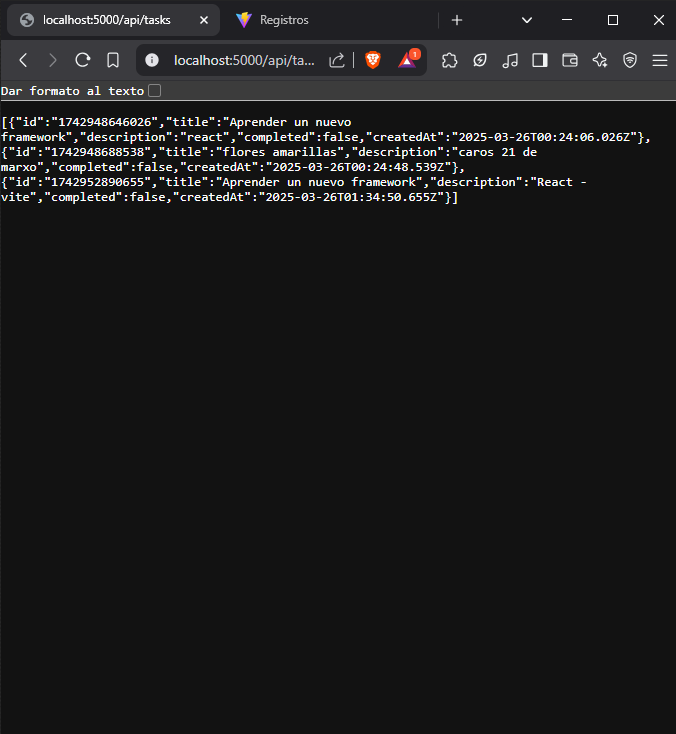 localhost:5000/api/tasks
Registros
localhost:5000/api/ta...
1
Dar formato al texto
[{"id":"1742948646026","title":"Aprender un nuevo
framework","description":"react","completed":false,"createdAt":"2025-03-26T00:24:06.026Z"},
{"id":"1742948688538","title":"flores amarillas","description":"caros 21 de
marxo","completed":false,"createdAt":"2025-03-26T00:24:48.539Z"},
{"id":"1742952890655","title":"Aprender un nuevo framework","description":"React -
vite","completed":false,"createdAt":"2025-03-26T01:34:50.655Z"}]